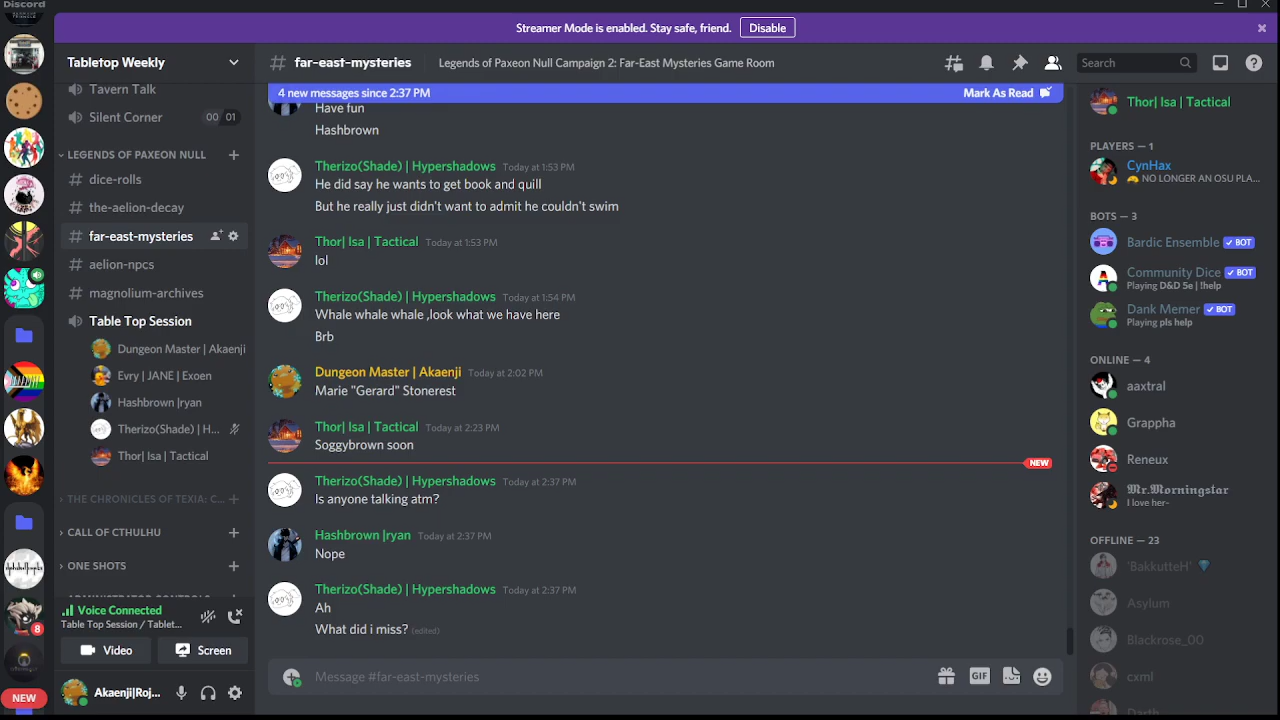 Discord
Streamer Mode is enabled. Stay safe, friend.
Disable
Tabletop Weekly
far-east-mysteries
Legends of Paxeon Null Campaign 2: Far-East Mysteries Game Room
Search
Tavern Talk
Silent Corner
00 01
LEGENDS OF PAXEON NULL
dice-rolls
the-aelion-decay
far-east-mysteries
aelion-npcs
magnolium-archives
Table Top Session
Dungeon Master | Akaenji
Evry | JANE | Exoen
Hashbrown |ryan
Therizo(Shade) | H...
Thor| Isa | Tactical
THE CHRONICLES OF TEXIA: C...
CALL OF CTHULHU
ONE SHOTS
Voice Connected
Table Top Session / Tablet...
Video
Screen
Akaenji|Roj...
8
NEW
4 new messages since 2:37 PM
Mark As Read
Have fun
Hashbrown
Therizo(Shade) | Hypershadows Today at 1:53 PM
He did say he wants to get book and quill
But he really just didn't want to admit he couldn't swim
Thor| Isa | Tactical Today at 1:53 PM
lol
Therizo(Shade) | Hypershadows Today at 1:54 PM
Whale whale whale ,look what we have here
Brb
Dungeon Master | Akaenji Today at 2:02 PM
Marie "Gerard" Stonerest
Thor| Isa | Tactical Today at 2:23 PM
Soggybrown soon
NEW
Therizo(Shade) | Hypershadows Today at 2:37 PM
Is anyone talking atm?
Hashbrown |ryan Today at 2:37 PM
Nope
Therizo(Shade) | Hypershadows Today at 2:37 PM
Ah
What did i miss? (edited)
Message #far-east-mysteries
GIF
Thor| Isa | Tactical
PLAYERS — 1
CynHax
NO LONGER AN OSU PLA...
BOTS — 3
Bardic Ensemble ✓ BOT
Community Dice ✓ BOT
Playing D&D 5e | !help
Dank Memer ✓ BOT
Playing pls help
ONLINE — 4
aaxtral
Grappha
Reneux
𝕸𝖗.𝕸𝖔𝖗𝖓𝖎𝖓𝖌𝖘𝖙𝖆𝖗
I love her-
OFFLINE — 23
'BakkutteH'
Asylum
Blackrose_00
cxml
Darth